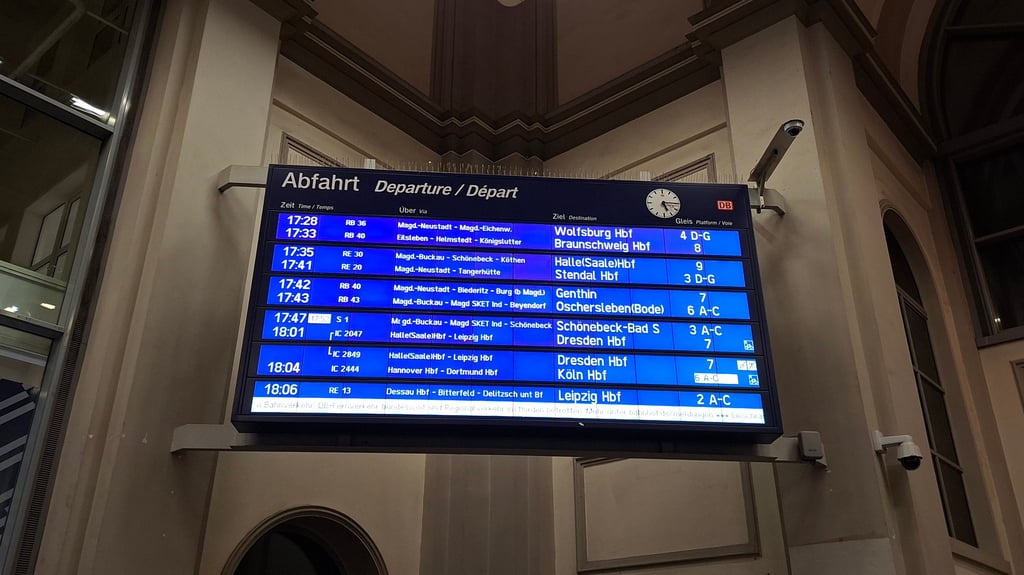 Abfahrt Departure / Départ
DB
Zeit Time / Temps Über Via Ziel Destination Gleis Platform / Voie
17:28 RB 36 Magd.-Neustadt - Magd.-Eichenw. Wolfsburg Hbf 4 D-G
17:33 RB 40 Eilsleben - Helmstedt - Königslutter Braunschweig Hbf 8
17:35 RE 30 Magd.-Buckau - Schönebeck - Köthen Halle(Saale)Hbf 9
17:41 RE 20 Magd.-Neustadt - Tangerhütte Stendal Hbf 3 D-G
17:42 RB 40 Magd.-Neustadt - Biederitz - Burg (b Magd.) Genthin 7
17:43 RB 43 Magd.-Buckau - Magd SKET Ind - Beyendorf Oschersleben(Bode) 6 A-C
17:47 S 1 Magd.-Buckau - Magd SKET Ind - Schönebeck Schönebeck-Bad S 3 A-C
18:01 IC 2047 Halle(Saale)Hbf - Leipzig Hbf Dresden Hbf 7
IC 2849 Halle(Saale)Hbf - Leipzig Hbf Dresden Hbf 7
18:04 IC 2444 Hannover Hbf - Dortmund Hbf Köln Hbf 6 A-C
18:06 RE 13 Dessau Hbf - Bitterfeld - Delitzsch unt Bf Leipzig Hbf 2 A-C